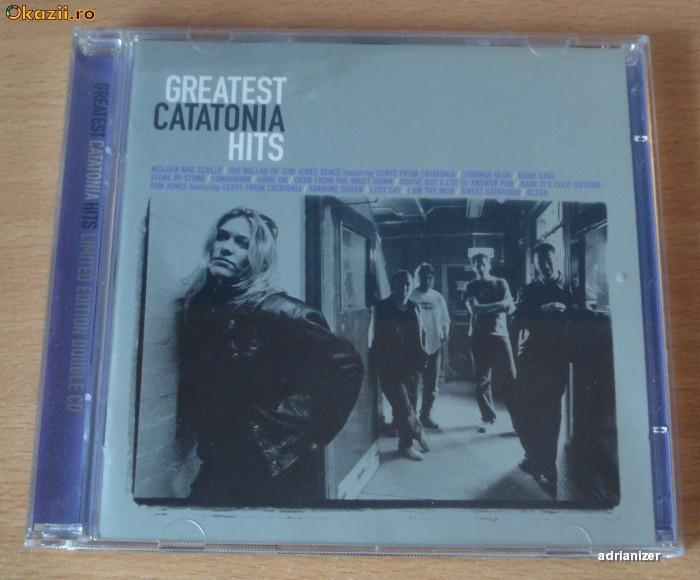 Okazii.ro
GREATEST CATATONIA HITS LIMITED EDITION DOUBLE CD
GREATEST
CATATONIA
HITS
MULDER AND SCULLY / THE BALLAD OF TOM JONES SPACE featuring CERYS FROM CATATONIA / STRANGE GLUE / ROAD RAGE
STONE BY STONE / LONDINIUM / GAME ON / DEAD FROM THE WAIST DOWN / YOU'VE GOT A LOT TO ANSWER FOR / BABY, IT'S COLD OUTSIDE
TOM JONES featuring CERYS FROM CATATONIA / KARAOKE QUEEN / LOST CAT / I AM THE MOB / SWEET CATATONIA / BLEED
adrianizer